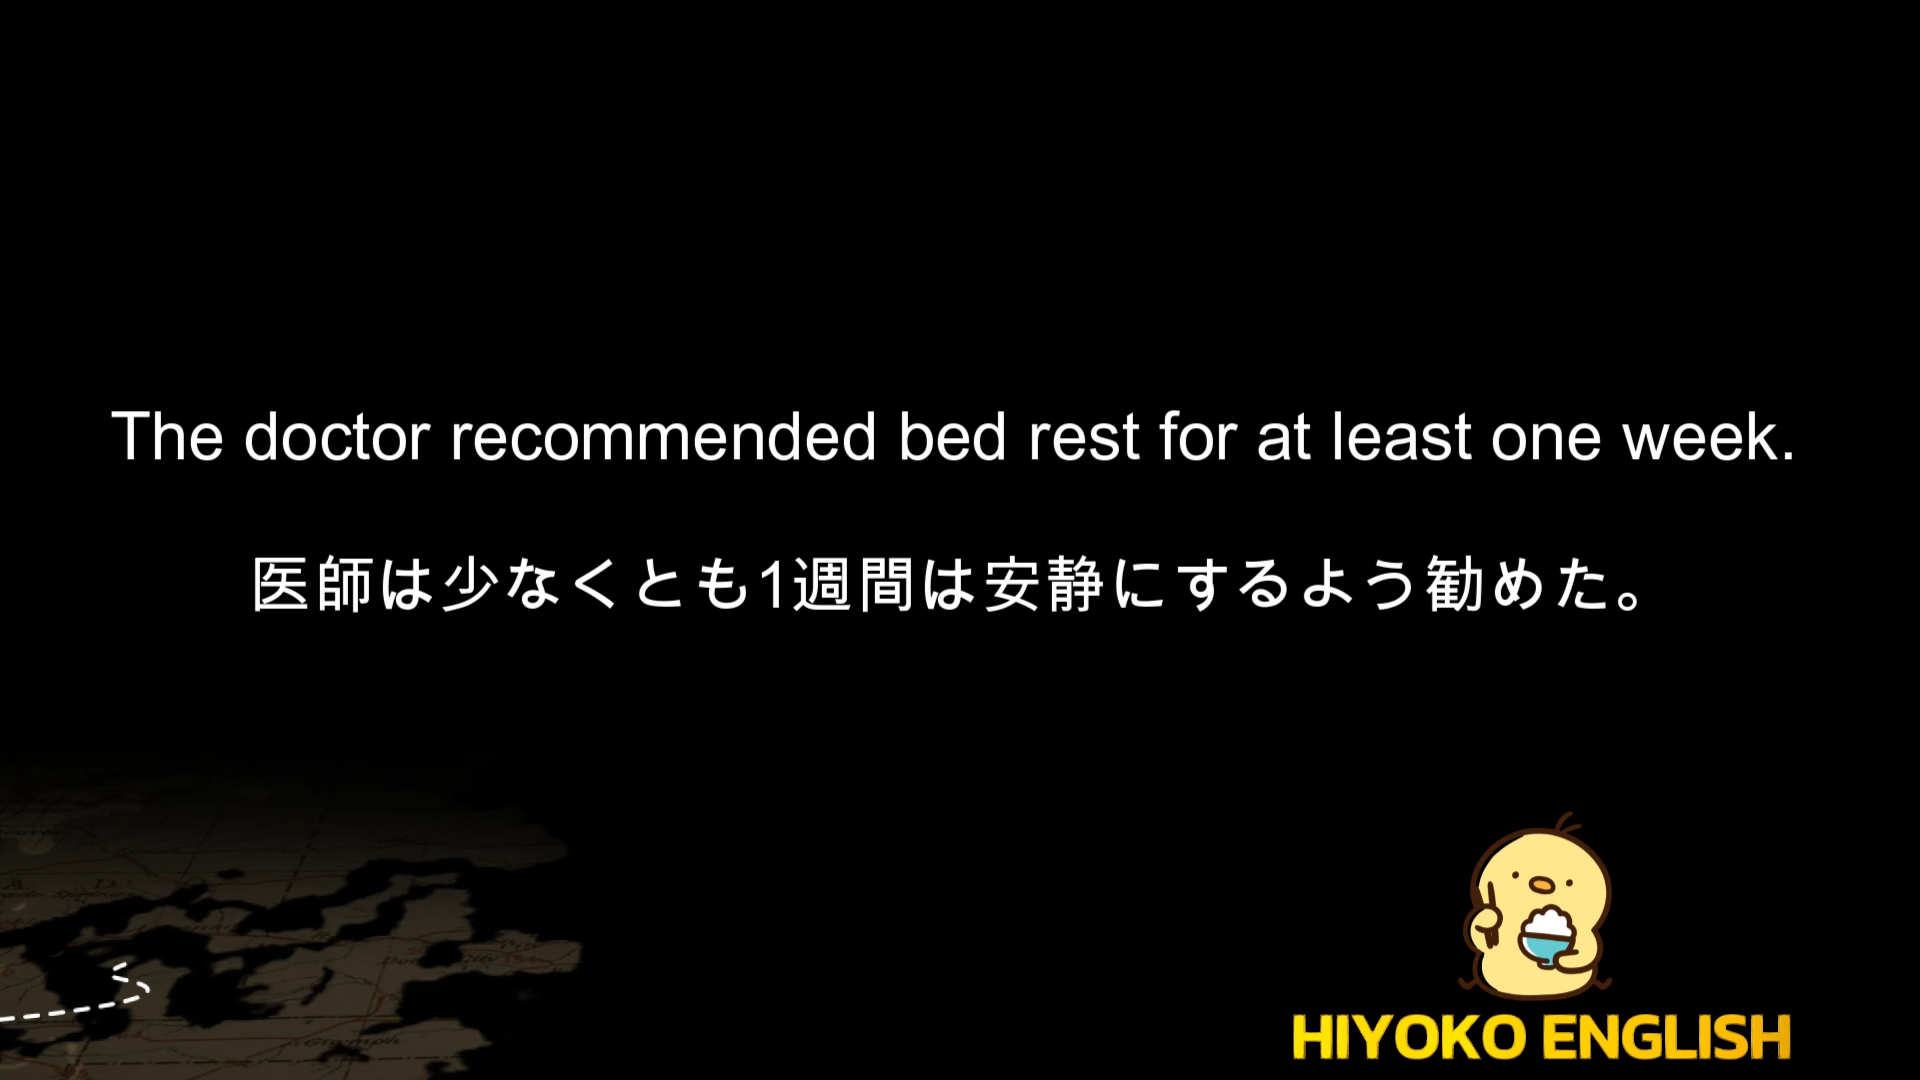 The doctor recommended bed rest for at least one week.
医師は少なくとも1週間は安静にするよう勧めた。
HIYOKO ENGLISH